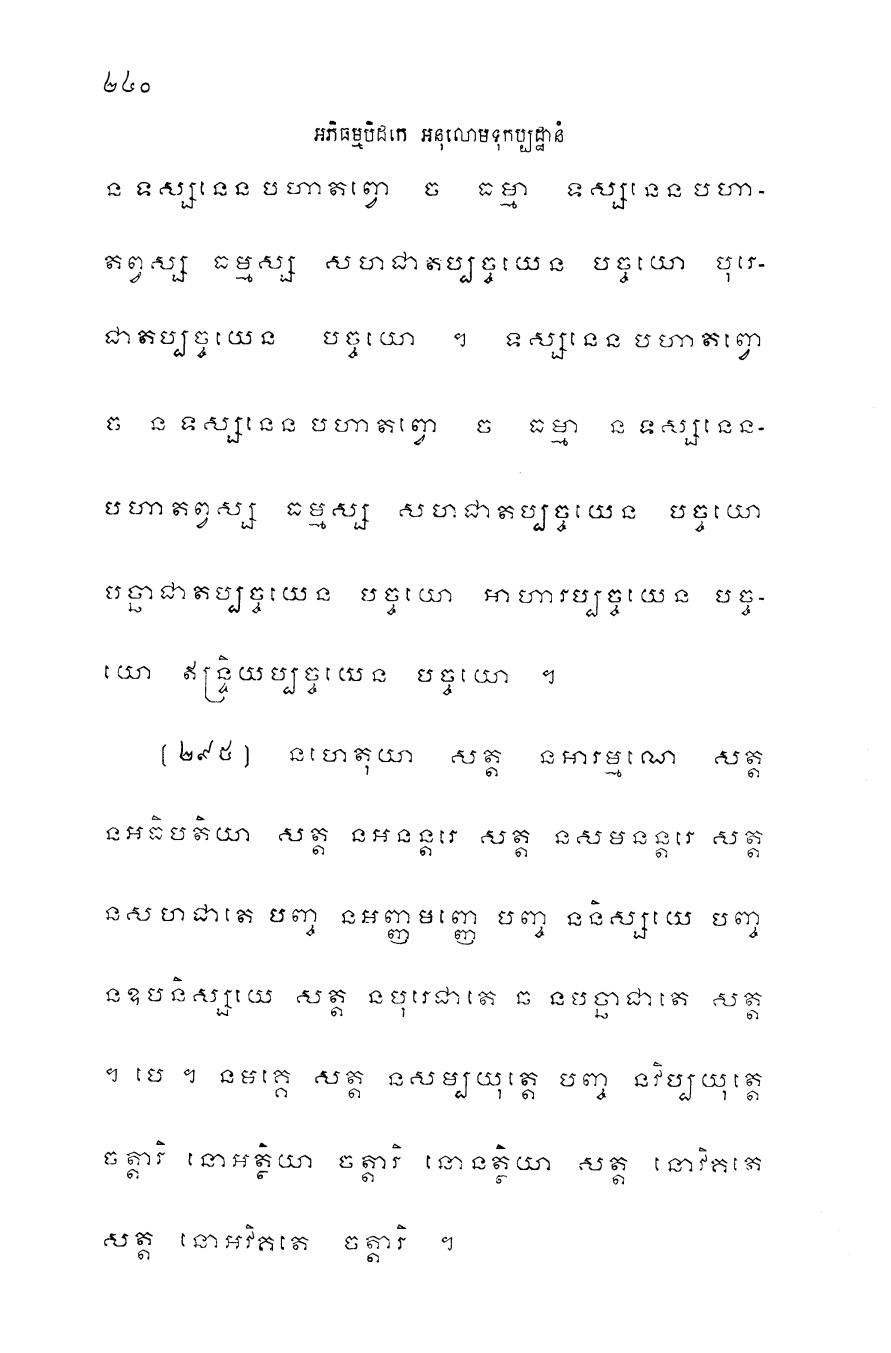 ២៤០
អភិធម្មបិដកេ អនុលោមទុកប្បដ្ឋានំ
ន ទស្សនេន បហាតព្វោ ច ធម្មា ទស្សនេន បហា-
តព្វស្ស ធម្មស្ស សហជាតប្បច្ចយេន បច្ចយោ បុរេ-
ជាតប្បច្ចយេន បច្ចយោ ។ ទស្សនេន បហាតព្វោ
ច ន ទស្សនេន បហាតព្វោ ច ធម្មា ន ទស្សនេន-
បហាតព្វស្ស ធម្មស្ស សហជាតប្បច្ចយេន បច្ចយោ
បច្ឆាជាតប្បច្ចយេន បច្ចយោ អាហារប្បច្ចយេន បច្ច-
យោ ឥន្ទ្រិយប្បច្ចយេន បច្ចយោ ។
[២៩៥] នហេតុយា សត្ត នអារម្មណេ សត្ត
នអធិបតិយា សត្ត នអនន្តរេ សត្ត នសមនន្តរេ សត្ត
នសហជាតេ បញ្ច នអញ្ញមញ្ញេ បញ្ច ននិស្សយេ បញ្ច
នឧបនិស្សយេ សត្ត នបុរេជាតេ ឆ នបច្ឆាជាតេ សត្ត
។ បេ ។ នមគ្គេ សត្ត នសម្បយុត្តេ បញ្ច នវិប្បយុត្តេ
ចត្តារិ នោអត្ថិយា ចត្តារិ នោនត្ថិយា សត្ត នោវិគតេ
សត្ត នោអវិគតេ ចត្តារិ ។